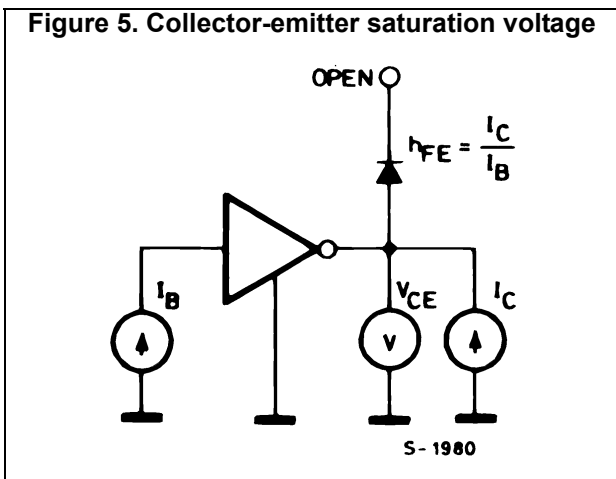 Figure 5. Collector-emitter saturation voltage
OPEN
hFE = IC
IB
IB
VCE
IC
V
S-1980